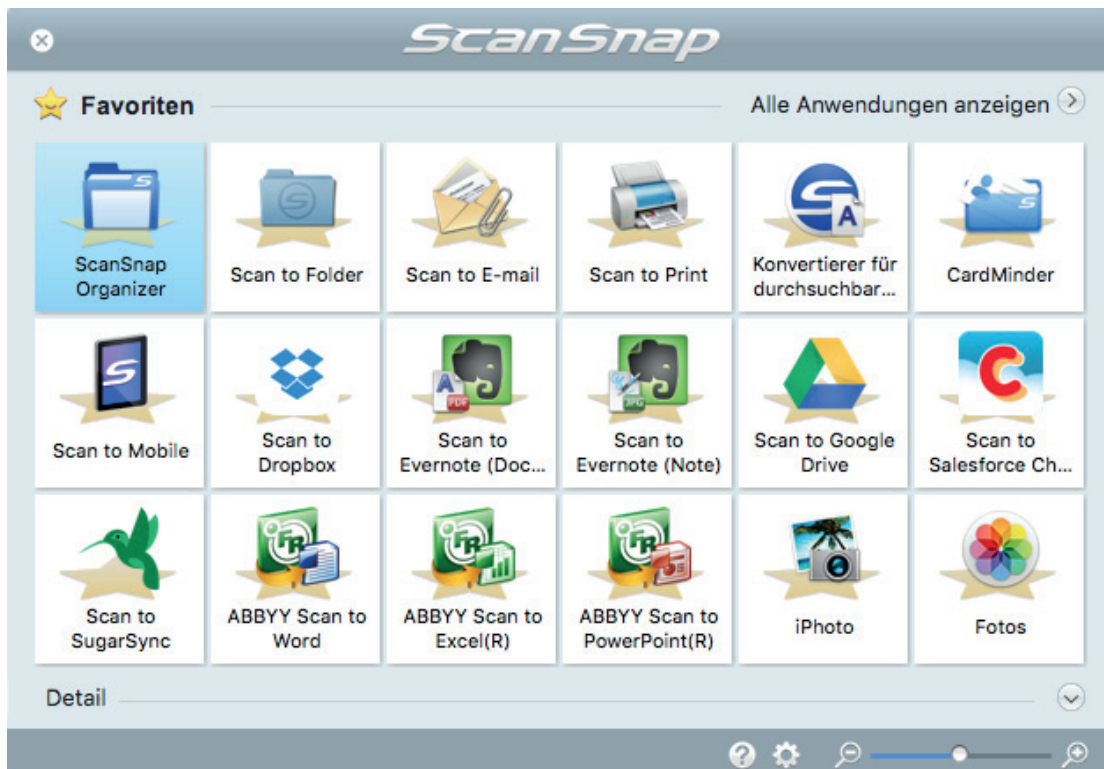 ScanSnap
Favoriten
Alle Anwendungen anzeigen
ScanSnap
Organizer
Scan to Folder
Scan to E-mail
Scan to Print
Konvertierer für
durchsuchbar...
CardMinder
Scan to Mobile
Scan to
Dropbox
Scan to
Evernote (Doc...
Scan to
Evernote (Note)
Scan to Google
Drive
Scan to
Salesforce Ch...
Scan to
SugarSync
ABBYY Scan to
Word
ABBYY Scan to
Excel(R)
ABBYY Scan to
PowerPoint(R)
iPhoto
Fotos
Detail